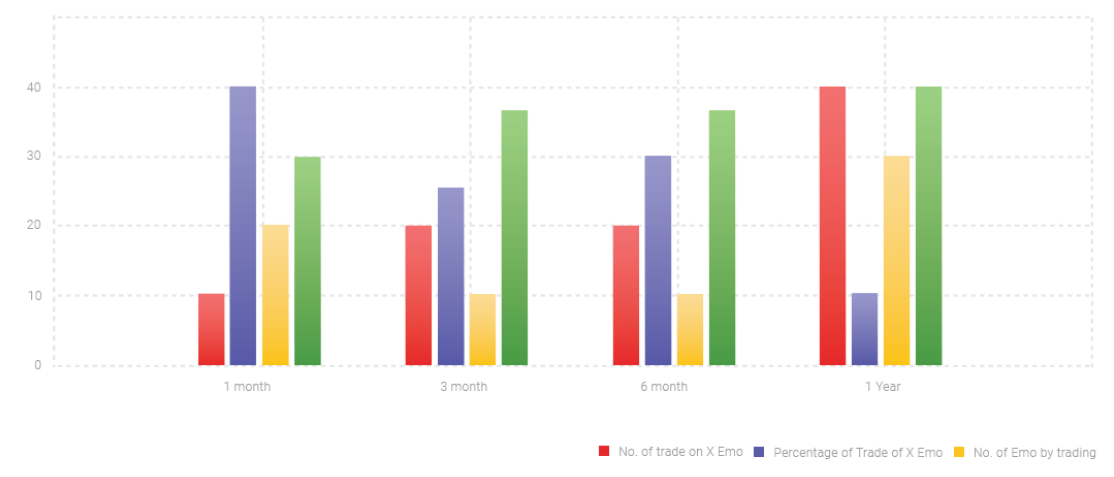 40
30
20
10
0
1 month 3 month 6 month 1 Year
No. of trade on X Emo Percentage of Trade of X Emo No. of Emo by trading